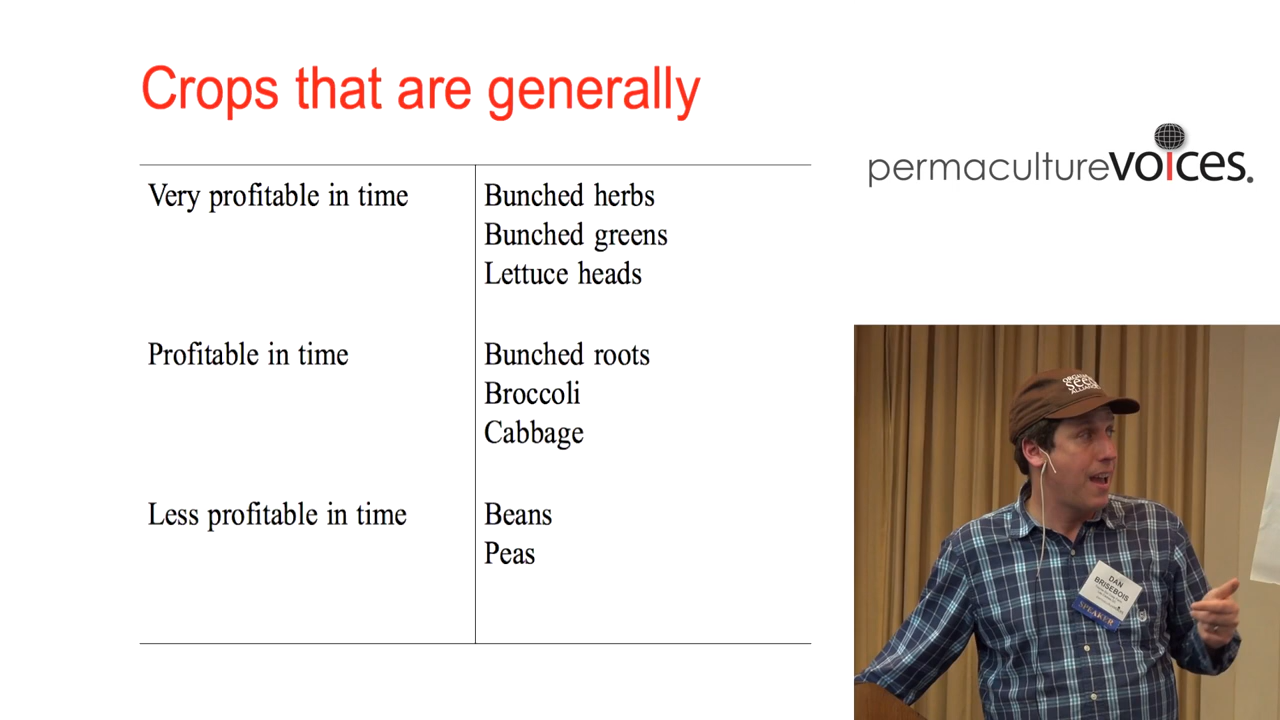 Crops that are generally
permaculturevoices.
Very profitable in time
Bunched herbs
Bunched greens
Lettuce heads
Profitable in time
Bunched roots
Broccoli
Cabbage
Less profitable in time
Beans
Peas
seed
DAN
BRISEBOIS
SPEAKER